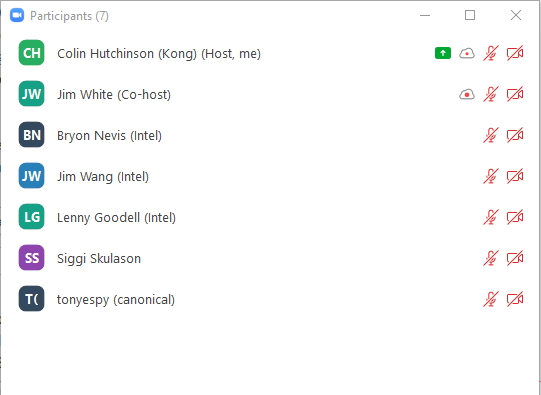 Participants (7)
CH Colin Hutchinson (Kong) (Host, me)
JW Jim White (Co-host)
BN Bryon Nevis (Intel)
JW Jim Wang (Intel)
LG Lenny Goodell (Intel)
SS Siggi Skulason
T( tonyespy (canonical)